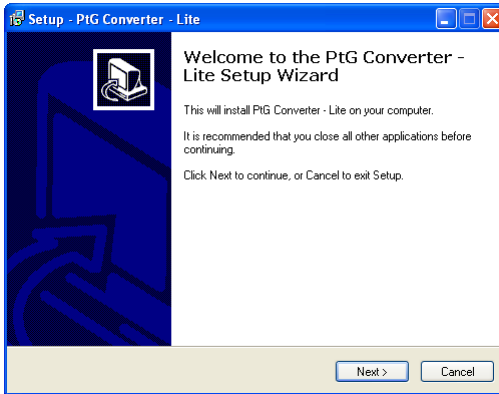 Setup - PtG Converter - Lite
Welcome to the PtG Converter -
Lite Setup Wizard
This will install PtG Converter - Lite on your computer.
It is recommended that you close all other applications before
continuing.
Click Next to continue, or Cancel to exit Setup.
Next > Cancel